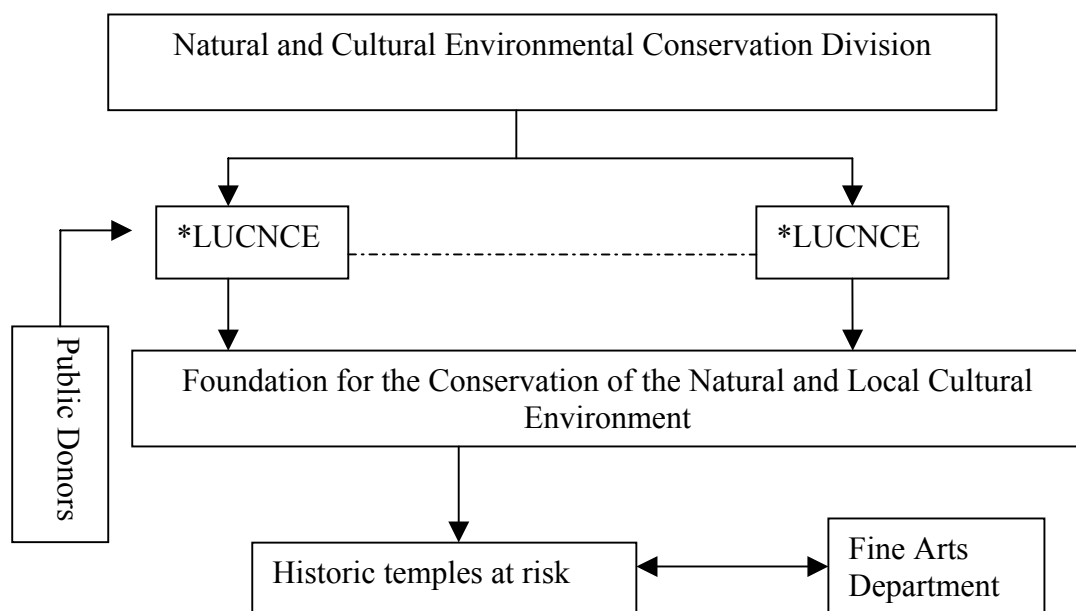 Natural and Cultural Environmental Conservation Division
*LUCNCE
*LUCNCE
Public Donors
Foundation for the Conservation of the Natural and Local Cultural
Environment
Historic temples at risk
Fine Arts
Department